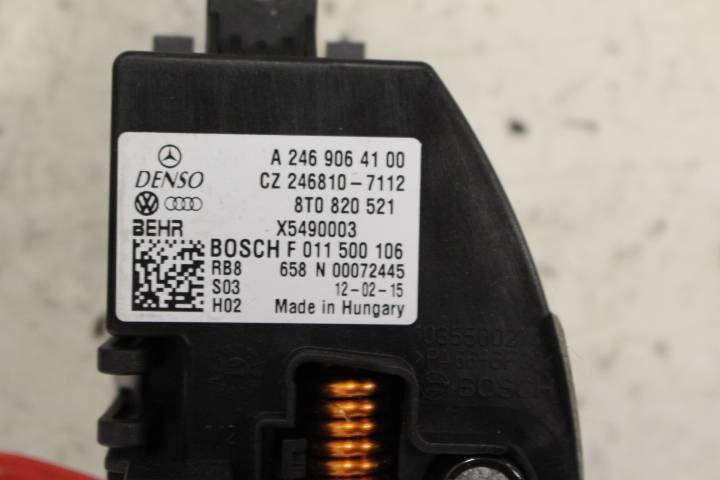 A 246 906 41 00
DENSO CZ 246810-7112
8T0 820 521
BEHR X5490003
BOSCH F 011 500 106
RB8 658 N 00072445
S03 12-02-15
H02 Made in Hungary
BOSCH